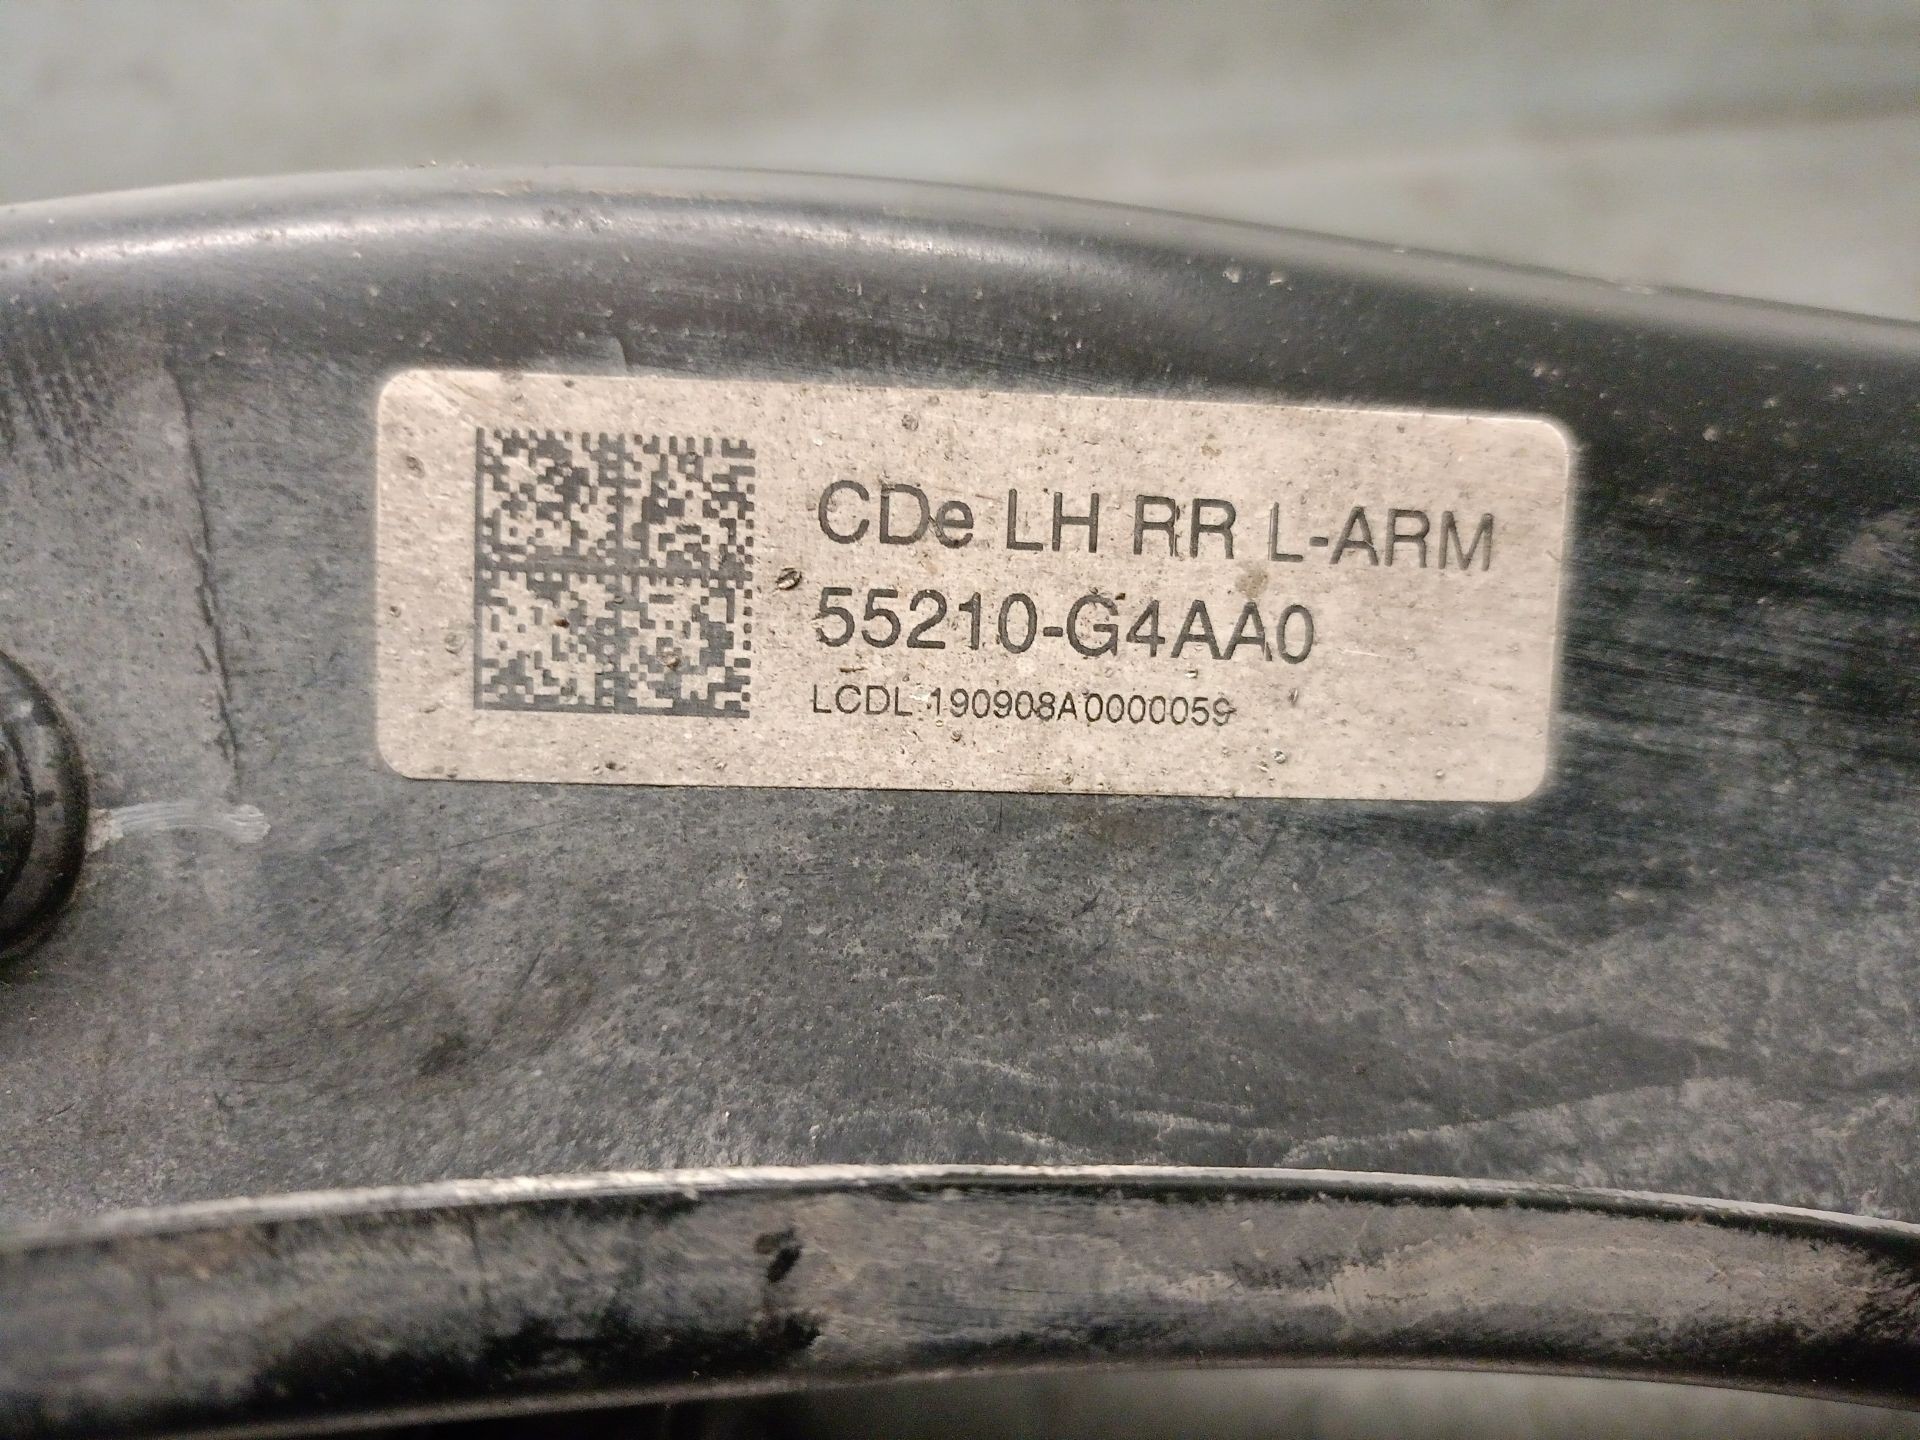 CDe LH RR L-ARM
55210-G4AA0
LCDL 190908A0000059